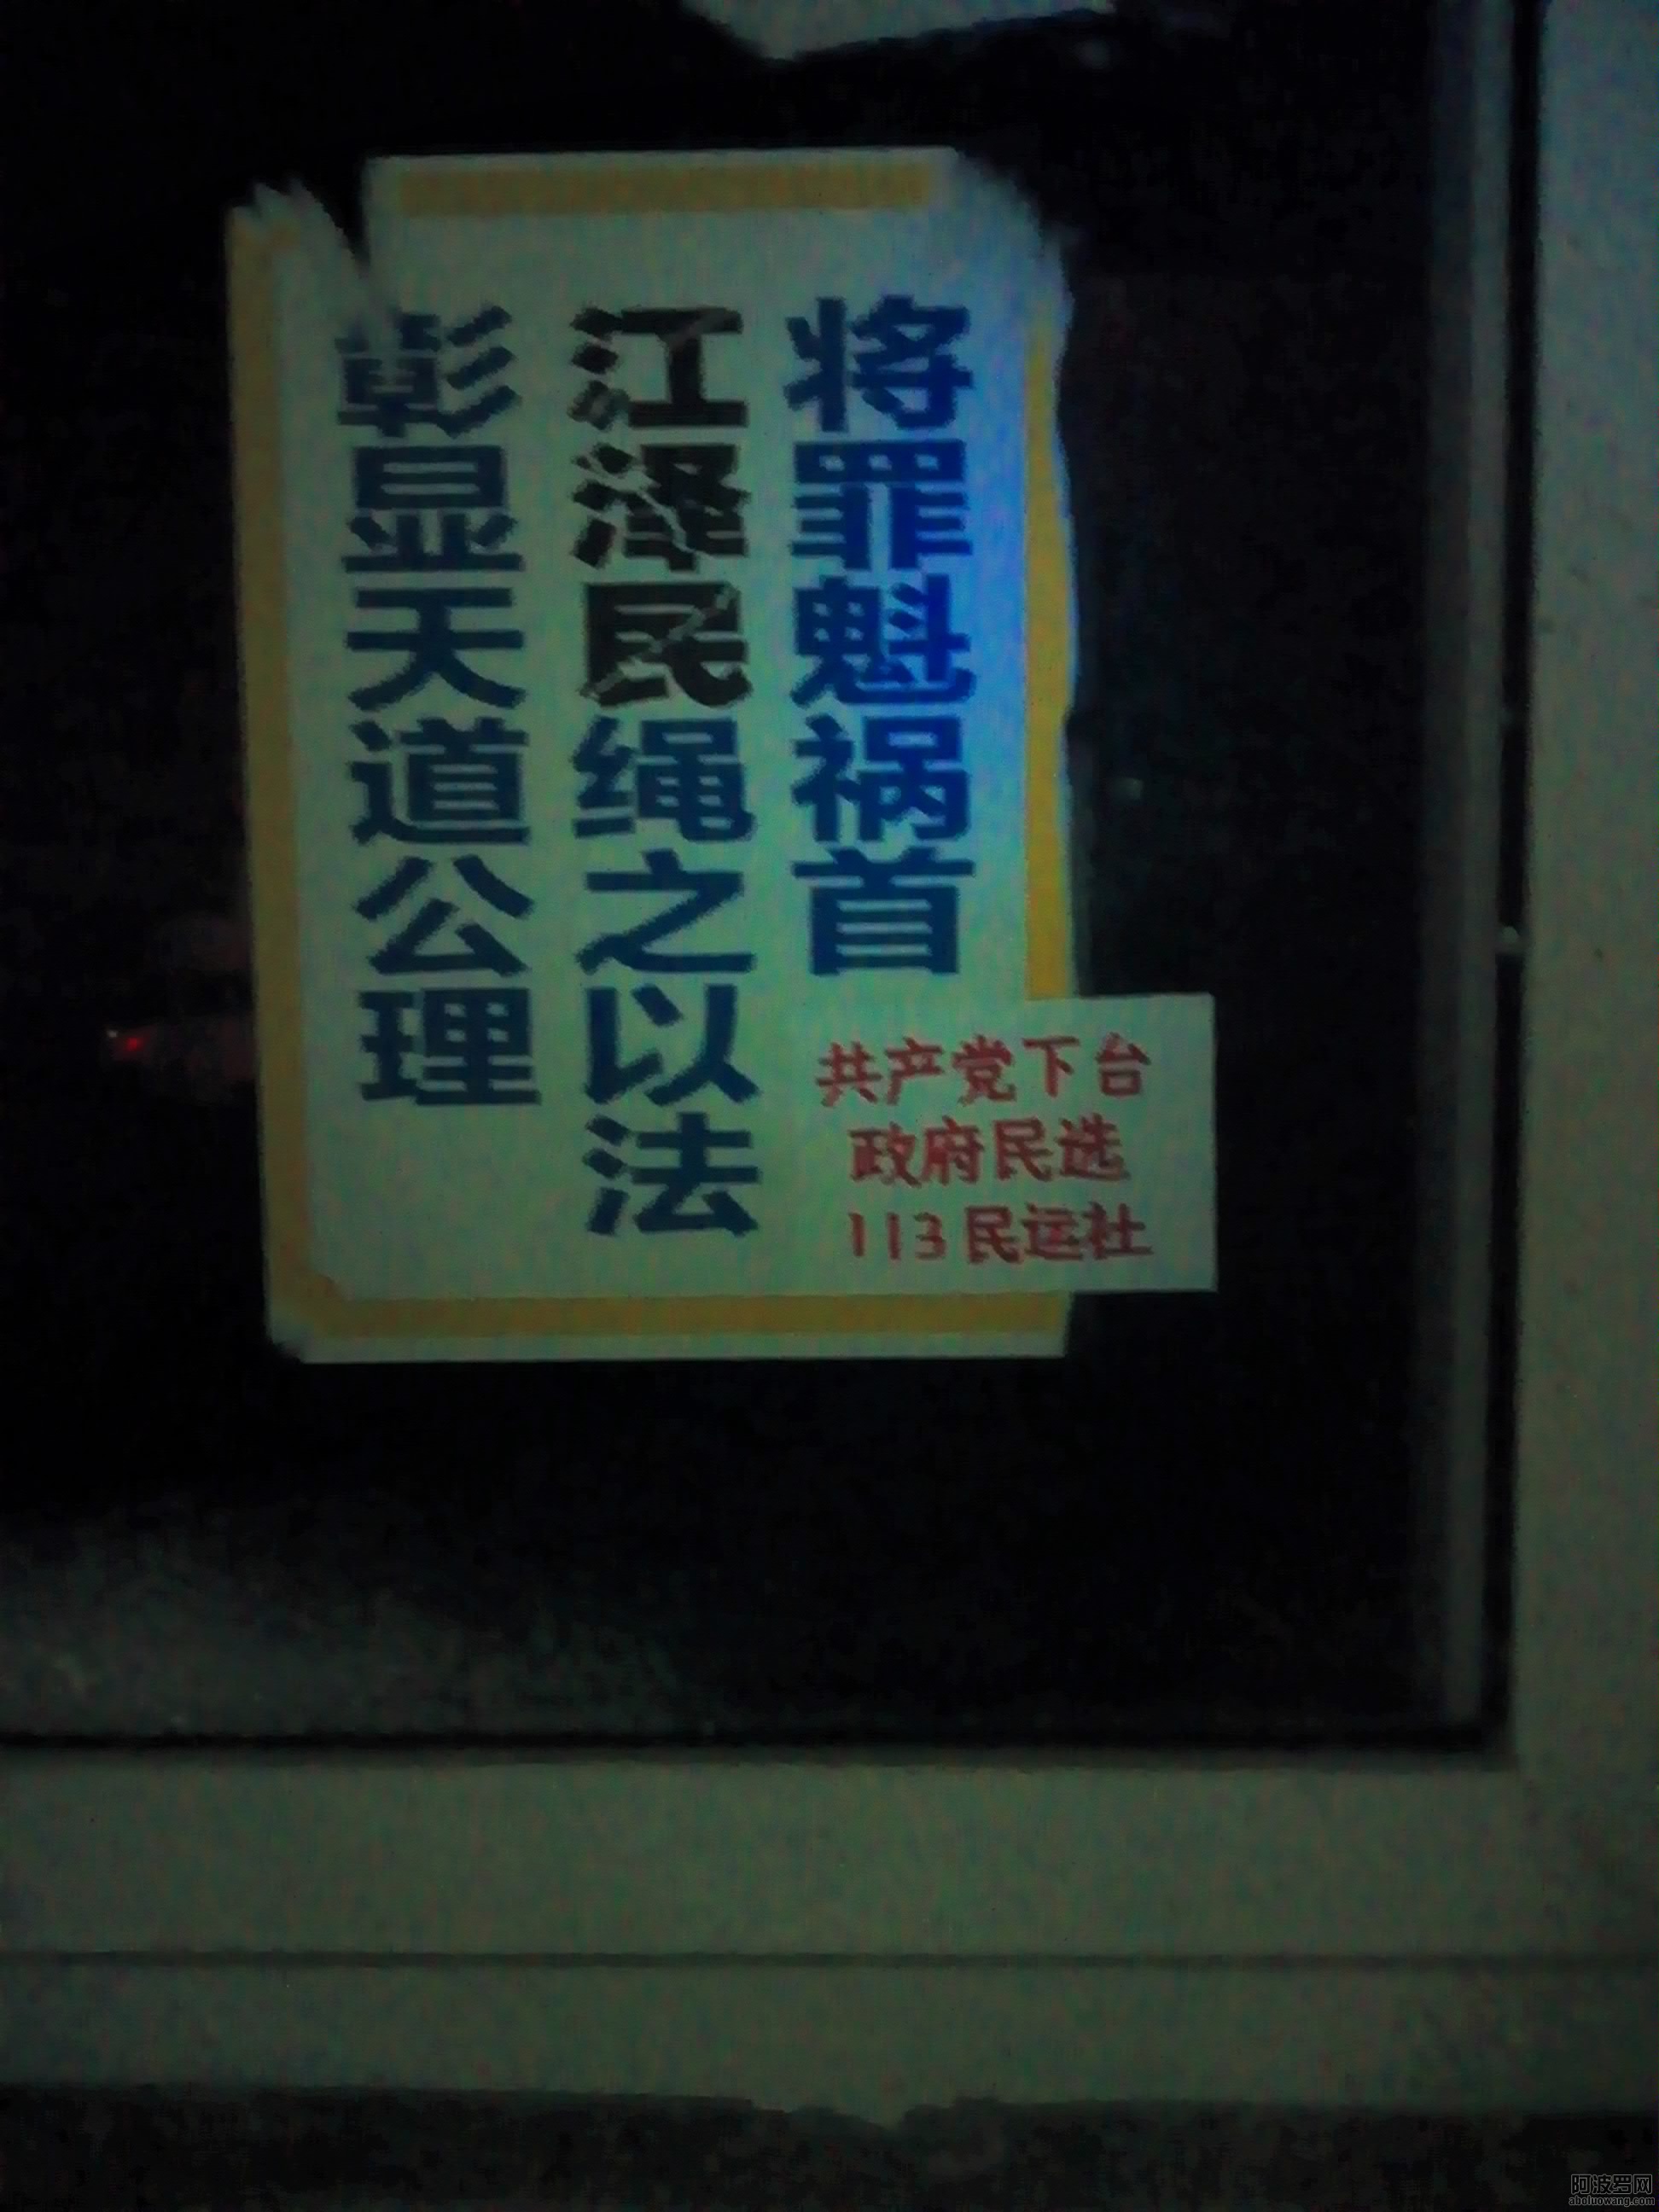 将罪魁祸首
江泽民绳之以法
彰显天道公理
共产党下台
政府民选
113民运社
阿波罗网
aboluowang.com